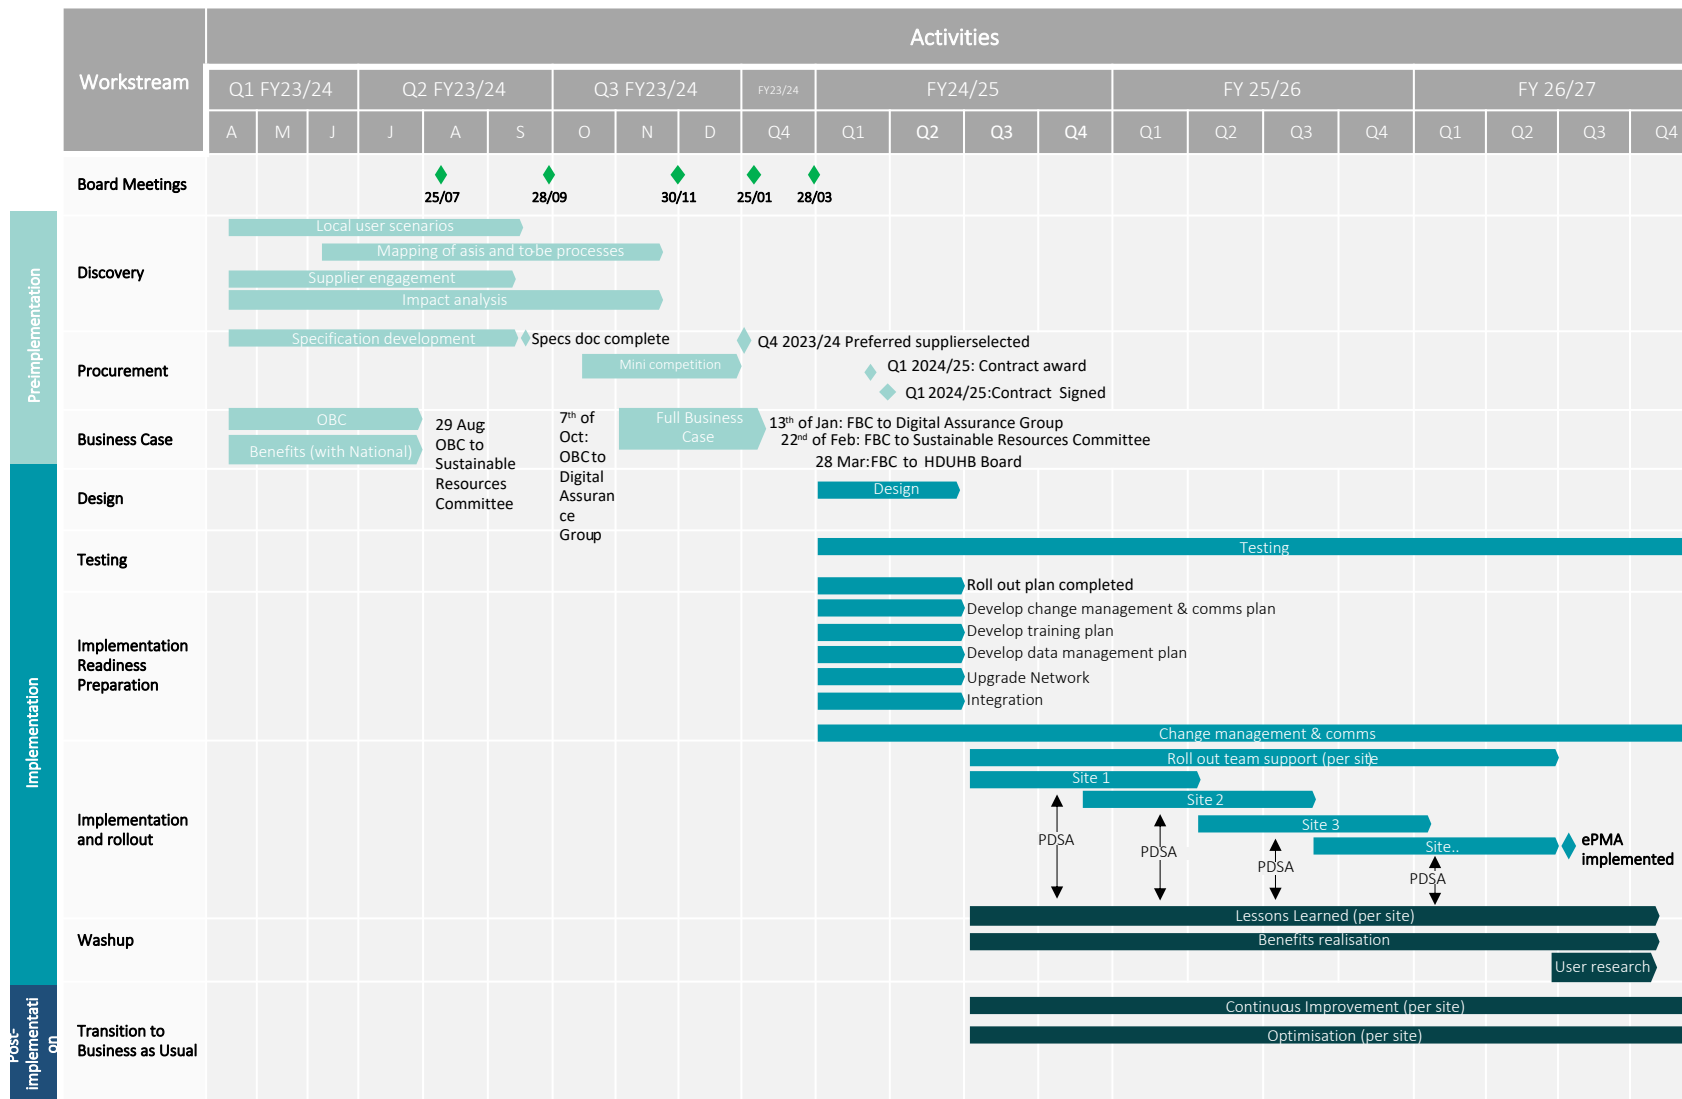 Activities
Workstream
Q1 FY23/24
Q2 FY23/24
Q3 FY23/24
FY23/24
FY24/25
FY 25/26
FY 26/27
A
M
J
J
A
S
O
N
D
Q4
Q1
Q2
Q3
Q4
Q1
Q2
Q3
Q4
Q1
Q2
Q3
Q4
Board Meetings
25/07
28/09
30/11
25/01
28/03
Preimplementation
Discovery
Local user scenarios
Mapping of asis and tobe processes
Supplier engagement
Impact analysis
Procurement
Specification development
Specs doc complete
Mini competition
Q4 2023/24 Preferred supplierselected
Q1 2024/25: Contract award
Q1 2024/25:Contract Signed
Business Case
OBC
Benefits (with National)
29 Aug:
OBC to
Sustainable
Resources
Committee
7th of
Oct:
OBC to
Digital
Assuran
ce
Group
Full Business
Case
13th of Jan: FBC to Digital Assurance Group
22nd of Feb: FBC to Sustainable Resources Committee
28 Mar:FBC to HDUHB Board
Implementation
Design
Design
Testing
Testing
Implementation
Readiness
Preparation
Roll out plan completed
Develop change management & comms plan
Develop training plan
Develop data management plan
Upgrade Network
Integration
Change management & comms
Implementation
and rollout
Roll out team support (per site)
Site 1
Site 2
Site 3
Site..
PDSA
PDSA
PDSA
PDSA
ePMA
implemented
Washup
Lessons Learned (per site)
Benefits realisation
User research
Post-
implementati
on
Transition to
Business as Usual
Continuous Improvement (per site)
Optimisation (per site)